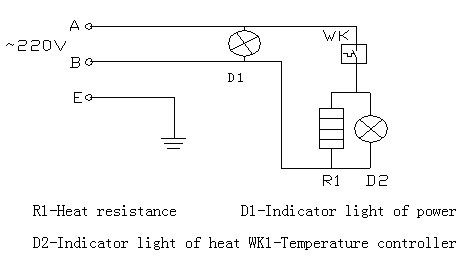 A
WK
~220V
B
D1
E
R1 D2
R1-Heat resistance D1-Indicator light of power
D2-Indicator light of heat WK1-Temperature controller